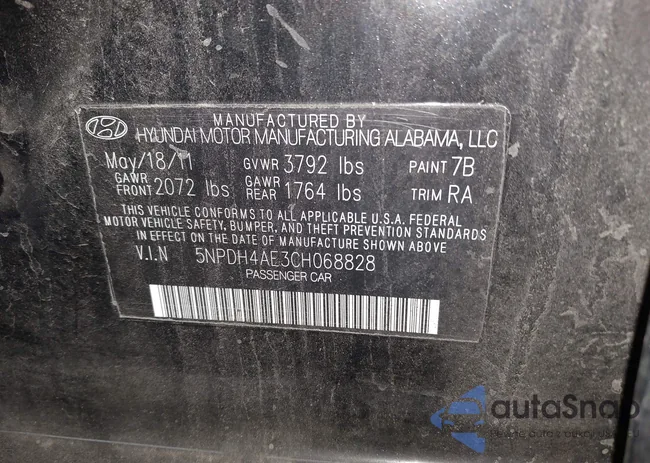 MANUFACTURED BY
HYUNDAI MOTOR MANUFACTURING ALABAMA, LLC
May/18/11 GVWR 3792 lbs PAINT 7B
GAWR FRONT 2072 lbs GAWR REAR 1764 lbs TRIM RA
THIS VEHICLE CONFORMS TO ALL APPLICABLE U.S.A. FEDERAL
MOTOR VEHICLE SAFETY, BUMPER, AND THEFT PREVENTION STANDARDS
IN EFFECT ON THE DATE OF MANUFACTURE SHOWN ABOVE
V.I.N 5NPDH4AE3CH068828
PASSENGER CAR
autaSnap